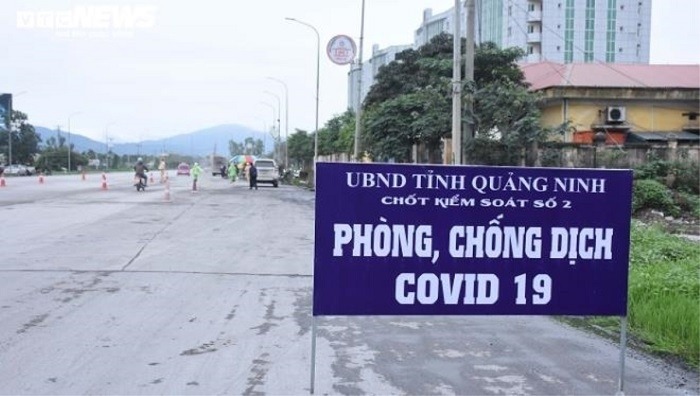 VTC NEWS
UBND TỈNH QUẢNG NINH
CHỐT KIỂM SOÁT SỐ 2
PHÒNG, CHỐNG DỊCH
COVID 19